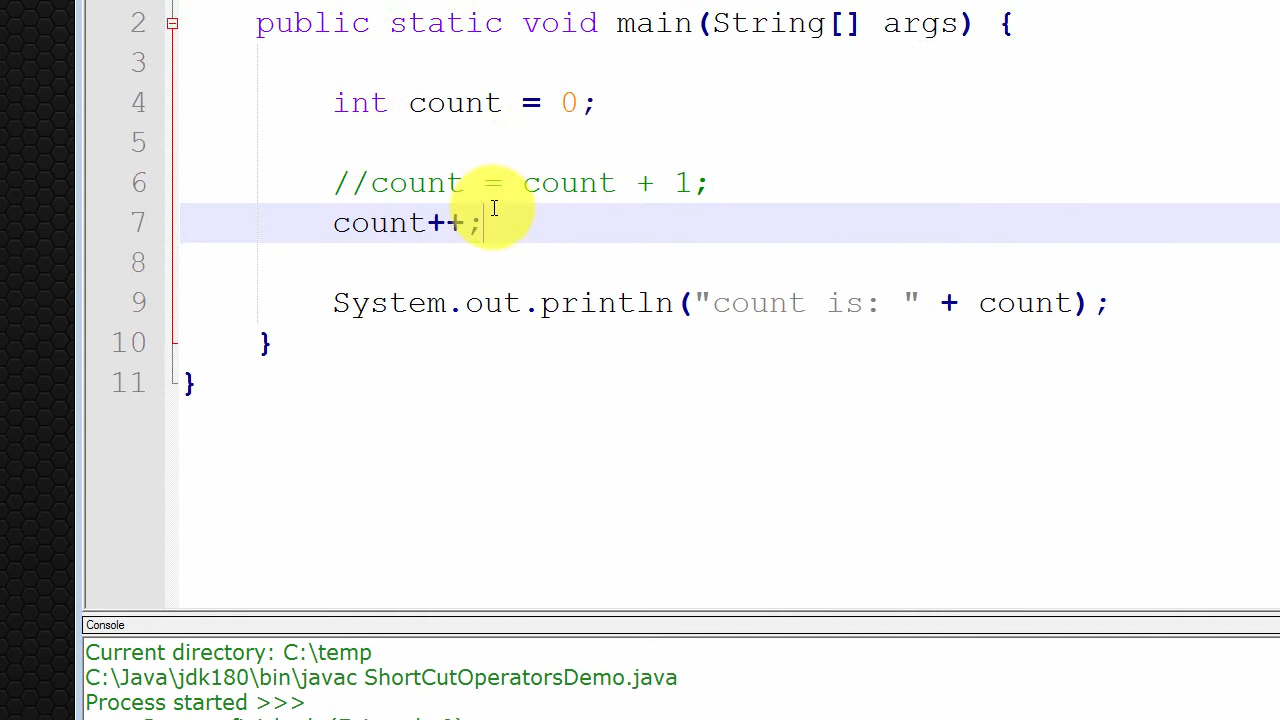 2 public static void main(String[] args) {
3
4 int count = 0;
5
6 //count = count + 1;
7 count++;
8
9 System.out.println("count is: " + count);
10 }
11 }
Console
Current directory: C:\temp
C:\Java\jdk180\bin\javac ShortCutOperatorsDemo.java
Process started >>>